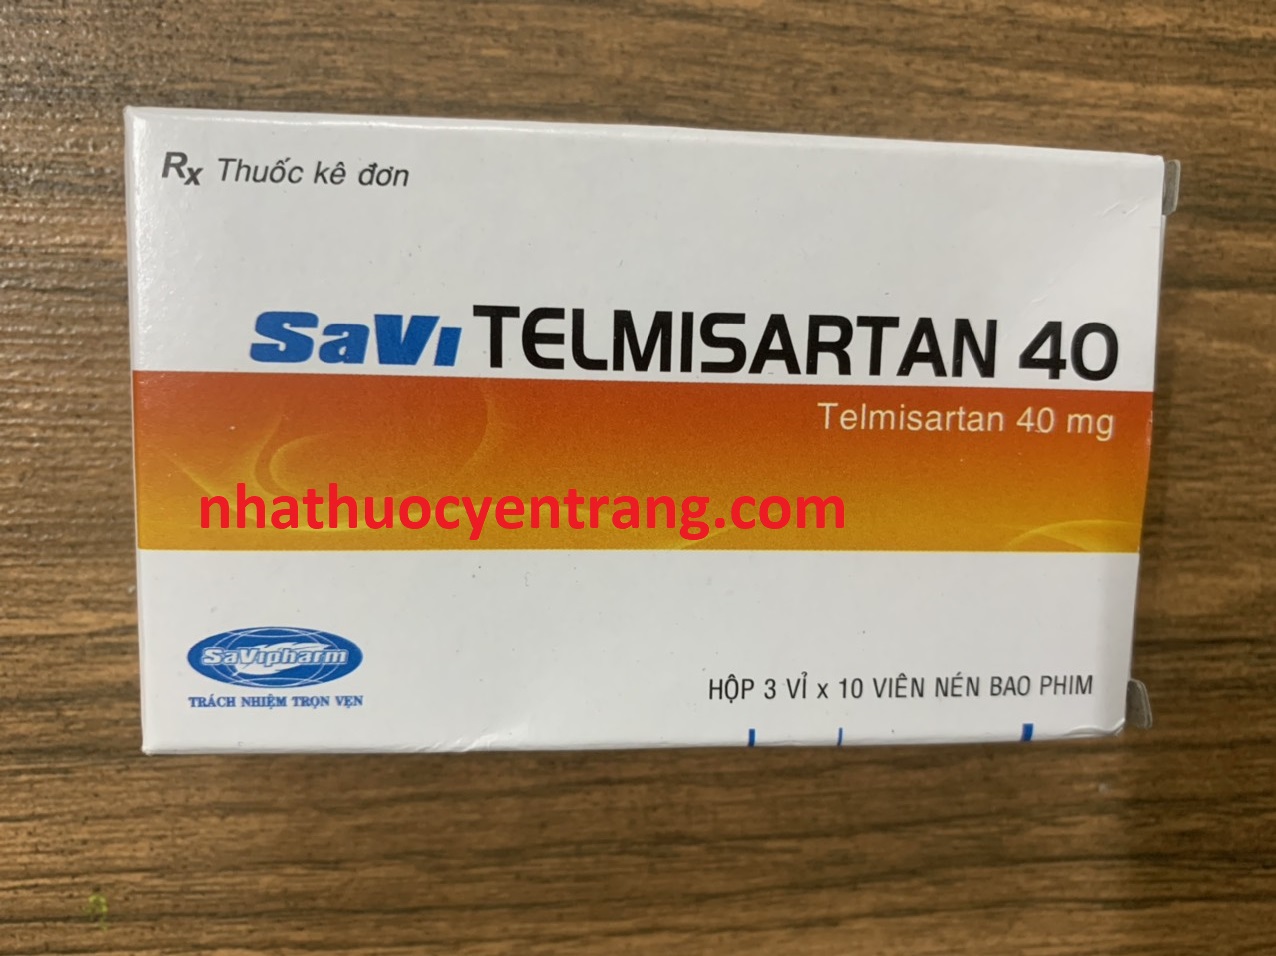 Rx Thuốc kê đơn
SaVi TELMISARTAN 40
Telmisartan 40 mg
nhathuocyentrang.com
SaVipharm
TRÁCH NHIỆM TRỌN VẸN
HỘP 3 VỈ x 10 VIÊN NÉN BAO PHIM